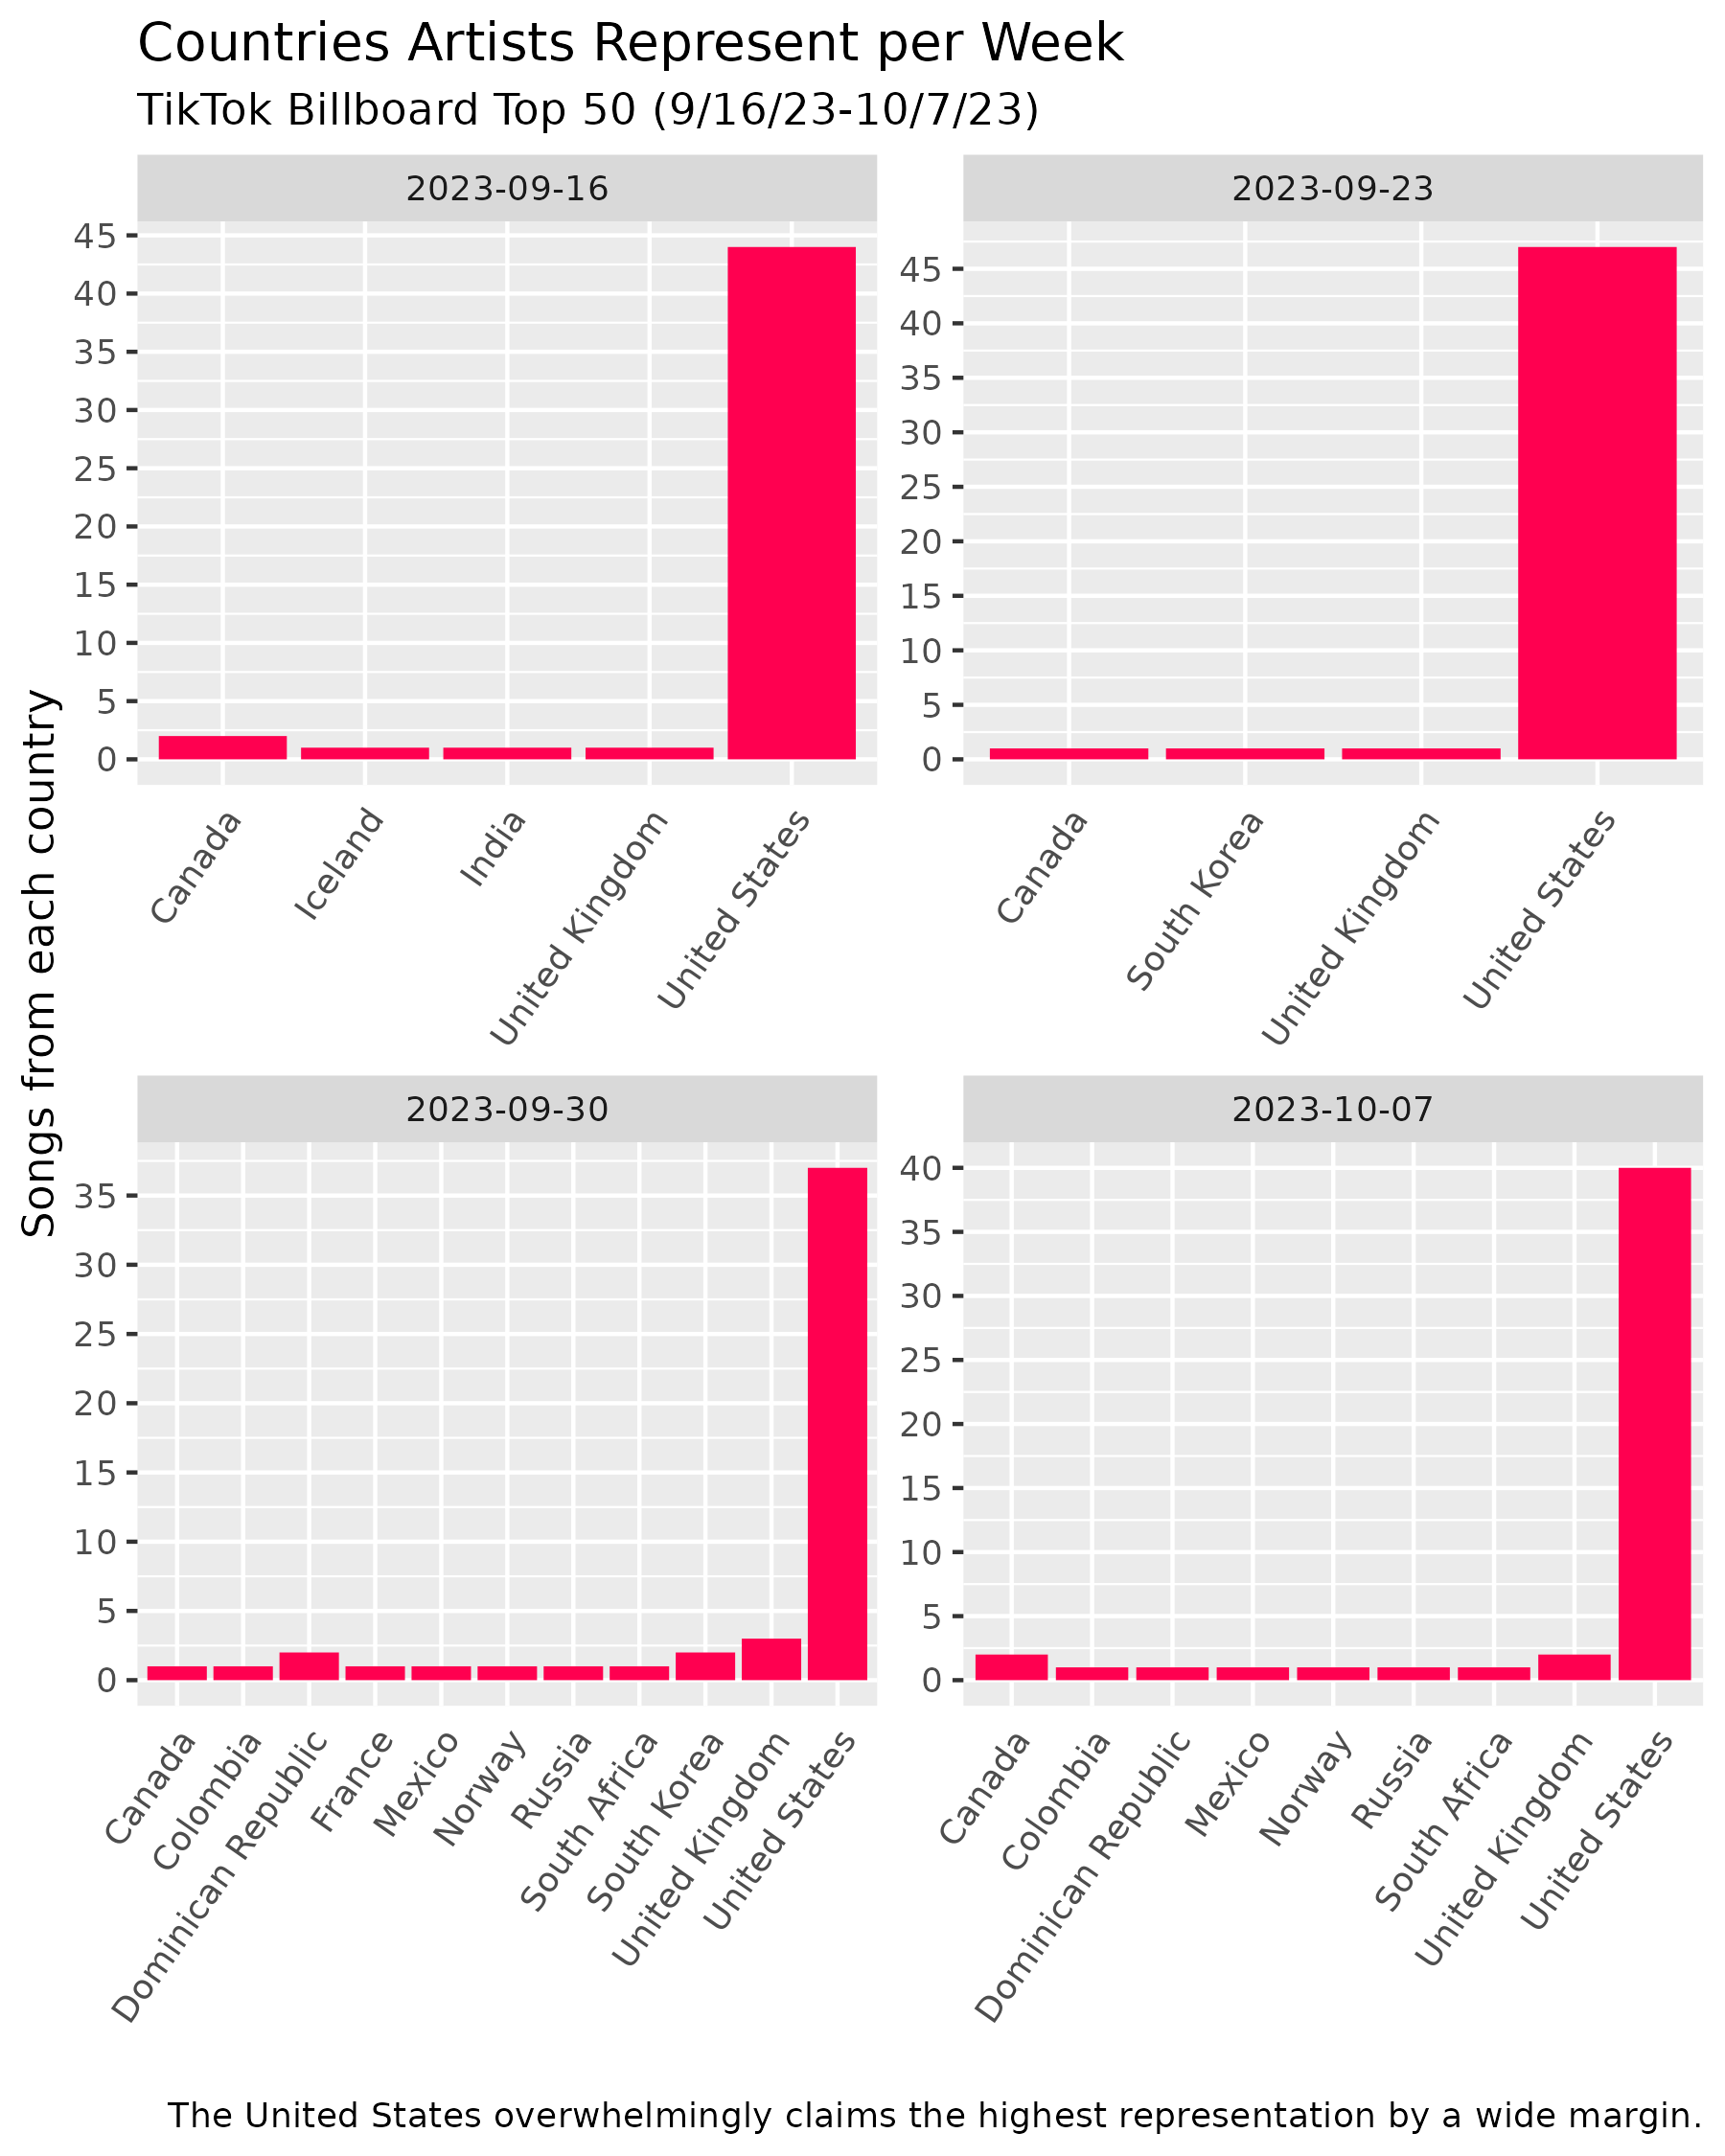 Countries Artists Represent per Week
TikTok Billboard Top 50 (9/16/23-10/7/23)
Songs from each country
2023-09-16
45
40
35
30
25
20
15
10
5
0
Canada
Iceland
India
United Kingdom
United States
2023-09-23
45
40
35
30
25
20
15
10
5
0
Canada
South Korea
United Kingdom
United States
2023-09-30
35
30
25
20
15
10
5
0
Canada
Colombia
Dominican Republic
France
Mexico
Norway
Russia
South Africa
South Korea
United Kingdom
United States
2023-10-07
40
35
30
25
20
15
10
5
0
Canada
Colombia
Dominican Republic
Mexico
Norway
Russia
South Africa
United Kingdom
United States
The United States overwhelmingly claims the highest representation by a wide margin.